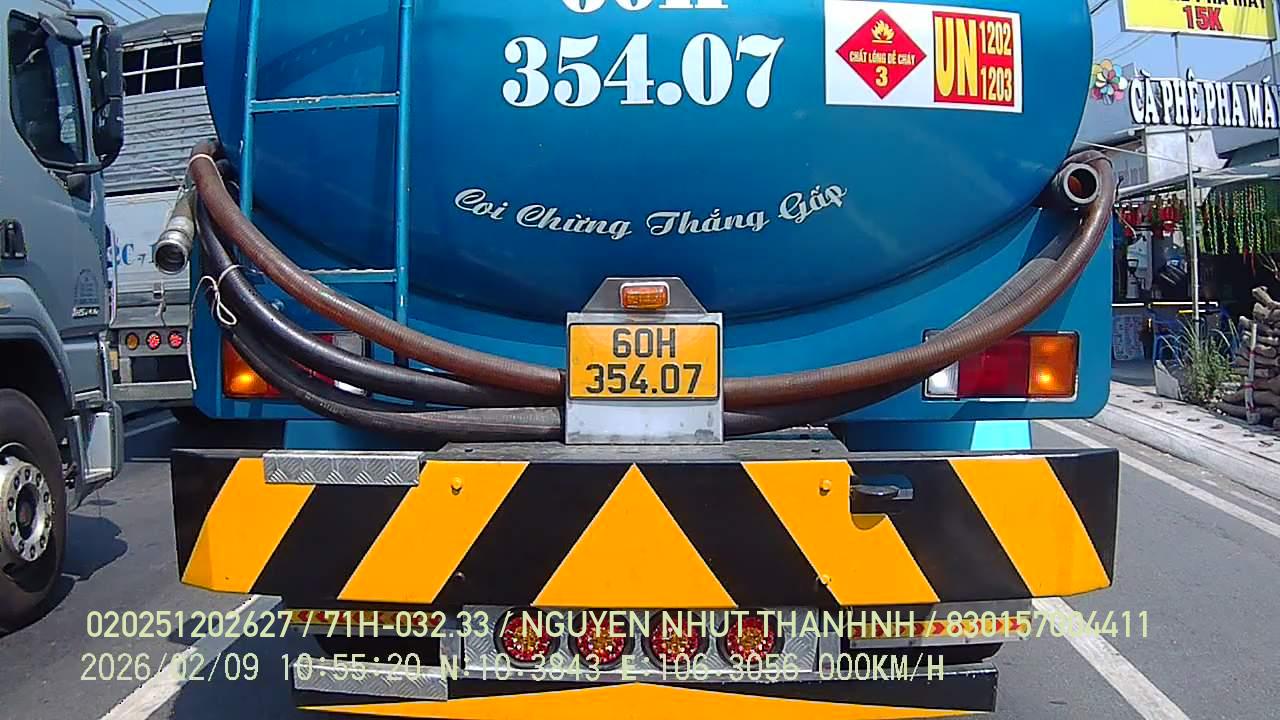 60H
354.07
CHẤT LỎNG DỄ CHÁY
3
UN
1202
1203
15K
CÀ PHÊ PHA MÁ
Coi Chừng Thắng Gấp
60H
354.07
020251202627 / 71H-032.33 / NGUYEN NHUT THANHNH / 830157004411
2026/02/09 10:55:20 N:10.3843 E:106.3056 000KM/H